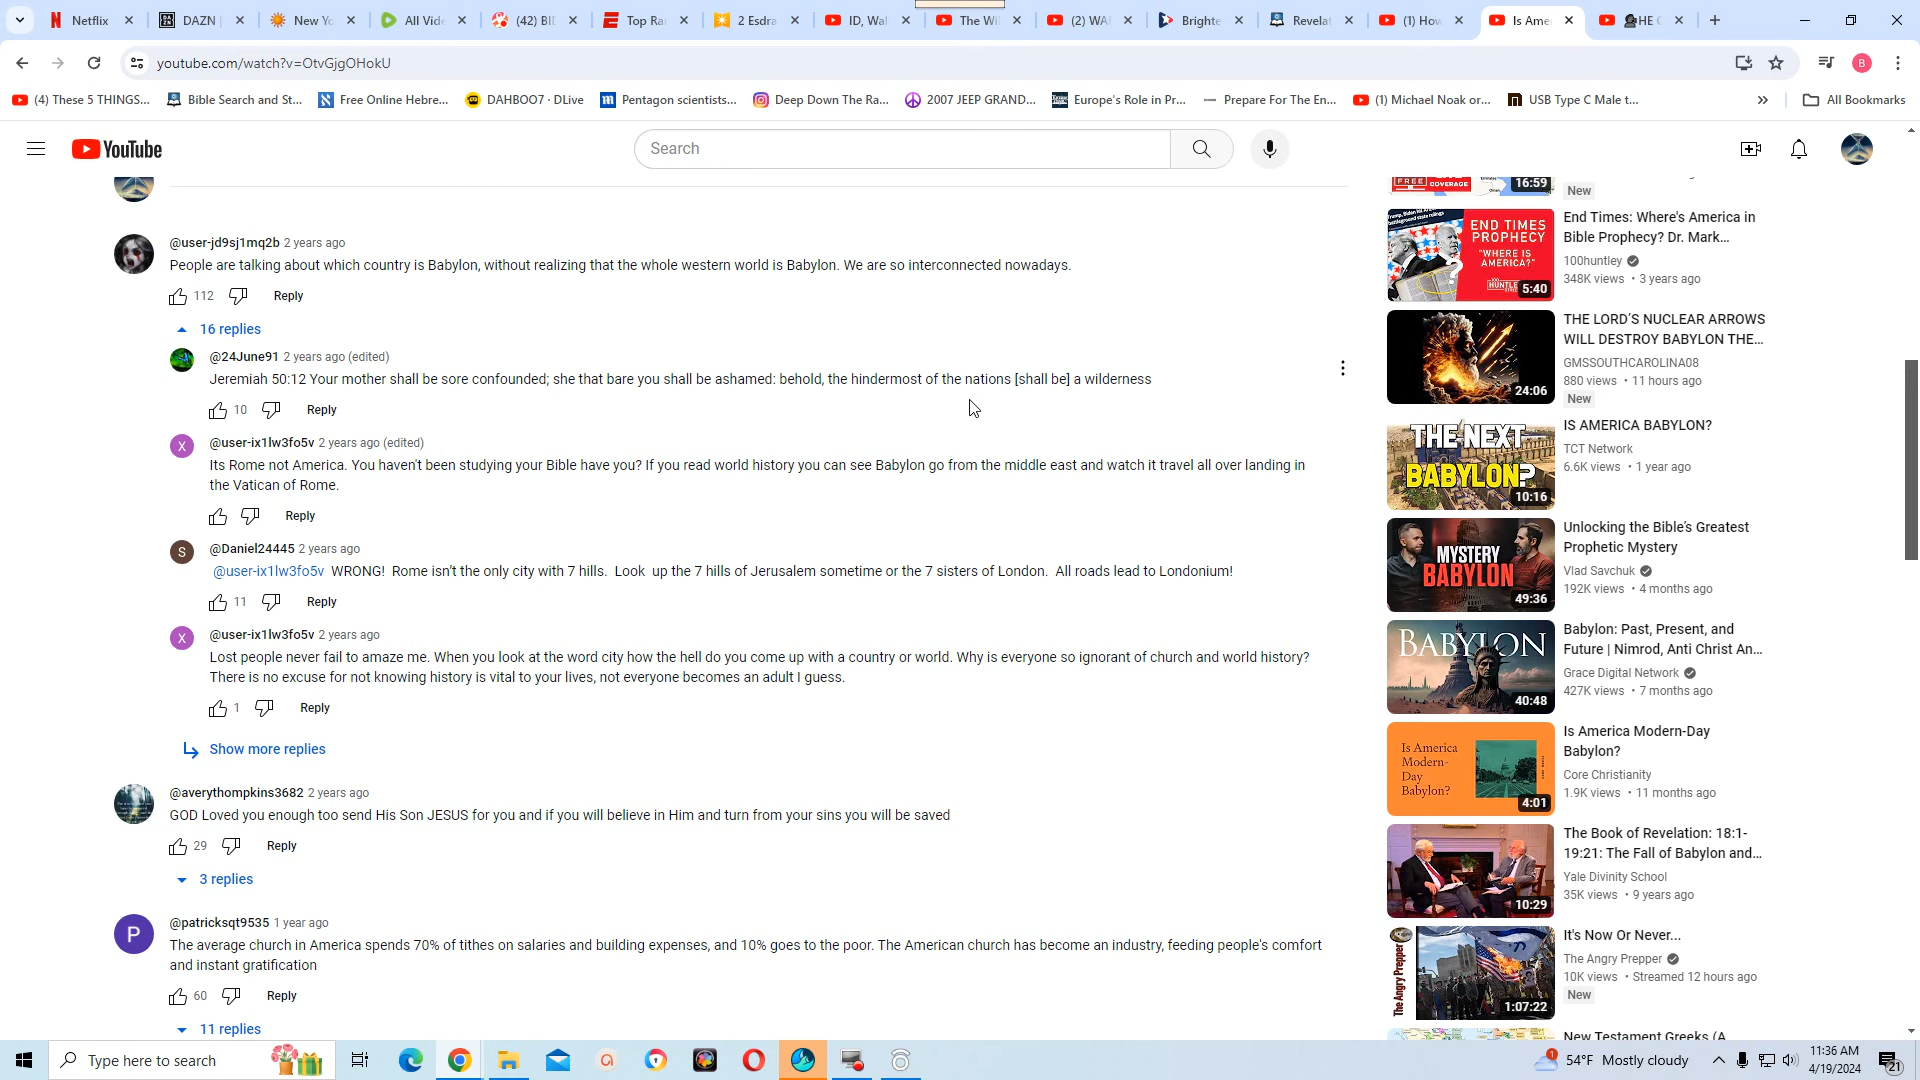 Netflix
DAZN |
New Yo
All Vide
(42) BI
Top Ra
2 Esdra
ID, Wal
The Wi
(2) WA
Brighte
Revelat
(1) How
Is Ame
HE
youtube.com/watch?v=OtvGjgOHokU
B
(4) These 5 THINGS...
Bible Search and St...
Free Online Hebre...
DAHBOO7 · DLive
Pentagon scientists...
Deep Down The Ra...
2007 JEEP GRAND...
Europe's Role in Pr...
Prepare For The En...
(1) Michael Noak or...
USB Type C Male t...
All Bookmarks
YouTube
Search
@user-jd9sj1mq2b 2 years ago
People are talking about which country is Babylon, without realizing that the whole western world is Babylon. We are so interconnected nowadays.
112 Reply
16 replies
@24June91 2 years ago (edited)
Jeremiah 50:12 Your mother shall be sore confounded; she that bare you shall be ashamed: behold, the hindermost of the nations [shall be] a wilderness
10 Reply
X
@user-ix1lw3fo5v 2 years ago (edited)
Its Rome not America. You haven't been studying your Bible have you? If you read world history you can see Babylon go from the middle east and watch it travel all over landing in
the Vatican of Rome.
Reply
S
@Daniel24445 2 years ago
@user-ix1lw3fo5v WRONG! Rome isn't the only city with 7 hills. Look up the 7 hills of Jerusalem sometime or the 7 sisters of London. All roads lead to Londonium!
11 Reply
X
@user-ix1lw3fo5v 2 years ago
Lost people never fail to amaze me. When you look at the word city how the hell do you come up with a country or world. Why is everyone so ignorant of church and world history?
There is no excuse for not knowing history is vital to your lives, not everyone becomes an adult I guess.
1 Reply
Show more replies
@averythompkins3682 2 years ago
GOD Loved you enough too send His Son JESUS for you and if you will believe in Him and turn from your sins you will be saved
29 Reply
3 replies
P
@patricksqt9535 1 year ago
The average church in America spends 70% of tithes on salaries and building expenses, and 10% goes to the poor. The American church has become an industry, feeding people's comfort
and instant gratification
60 Reply
11 replies
FREE COVERAGE
16:59
New
END TIMES
PROPHECY
"WHERE IS
AMERICA?"
5:40
End Times: Where's America in
Bible Prophecy? Dr. Mark...
100huntley
348K views • 3 years ago
24:06
THE LORD'S NUCLEAR ARROWS
WILL DESTROY BABYLON THE...
GMSSOUTHCAROLINA08
880 views • 11 hours ago
New
THE NEXT
BABYLON?
10:16
IS AMERICA BABYLON?
TCT Network
6.6K views • 1 year ago
MYSTERY
BABYLON
49:36
Unlocking the Bible's Greatest
Prophetic Mystery
Vlad Savchuk
192K views • 4 months ago
BABYLON
40:48
Babylon: Past, Present, and
Future | Nimrod, Anti Christ An...
Grace Digital Network
427K views • 7 months ago
Is America
Modern-
Day
Babylon?
4:01
Is America Modern-Day
Babylon?
Core Christianity
1.9K views • 11 months ago
10:29
The Book of Revelation: 18:1-
19:21: The Fall of Babylon and...
Yale Divinity School
35K views • 9 years ago
The Angry Prepper
1:07:22
It's Now Or Never...
The Angry Prepper
10K views • Streamed 12 hours ago
New
New Testament Greeks (A
Type here to search
1
54°F Mostly cloudy
11:36 AM
4/19/2024
21